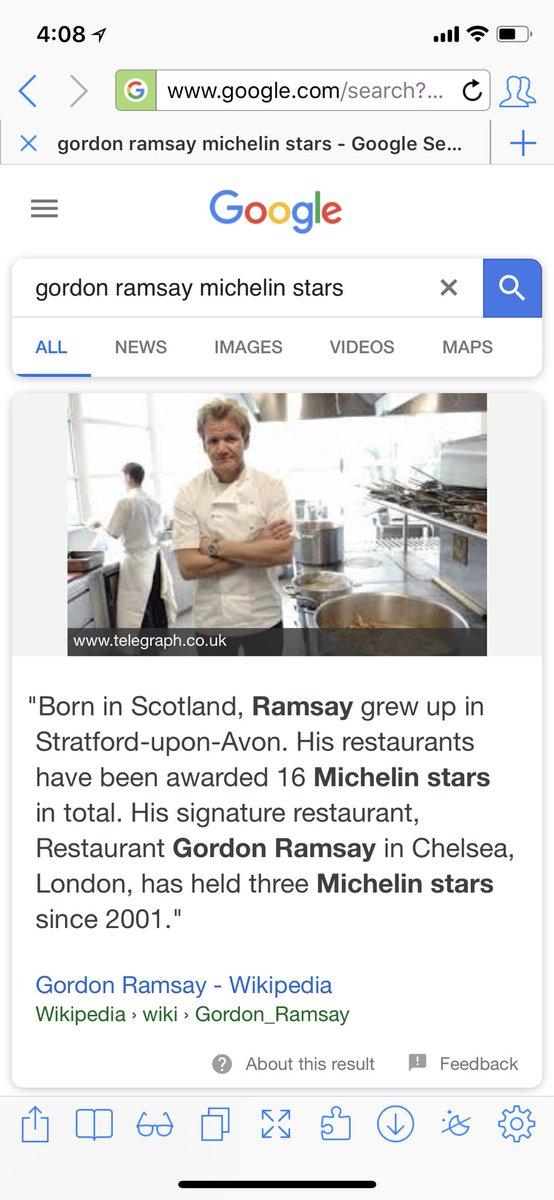 4:08
www.google.com/search?...
gordon ramsay michelin stars - Google Se...
Google
gordon ramsay michelin stars
ALL NEWS IMAGES VIDEOS MAPS
www.telegraph.co.uk
"Born in Scotland, Ramsay grew up in
Stratford-upon-Avon. His restaurants
have been awarded 16 Michelin stars
in total. His signature restaurant,
Restaurant Gordon Ramsay in Chelsea,
London, has held three Michelin stars
since 2001."
Gordon Ramsay - Wikipedia
Wikipedia › wiki › Gordon_Ramsay
About this result Feedback